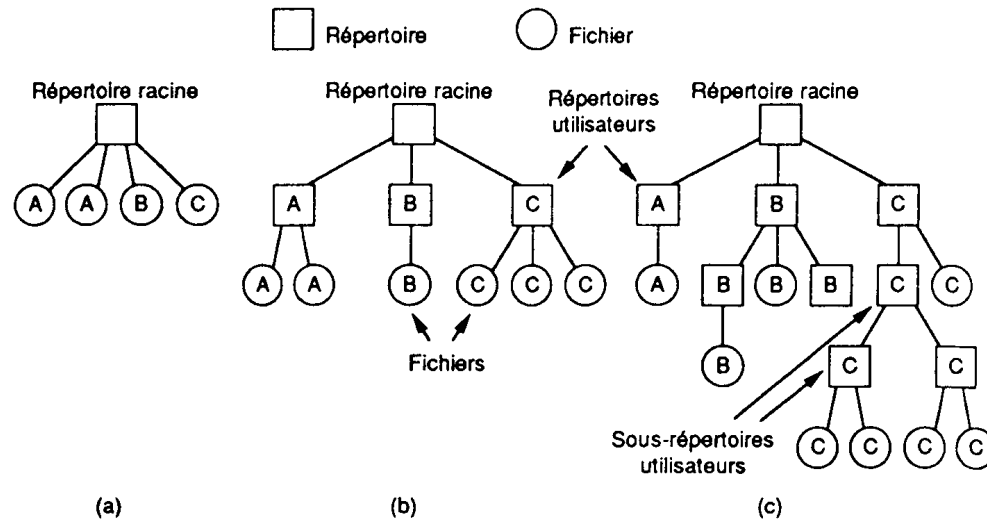 Répertoire
Fichier
Répertoire racine
Répertoire racine
Répertoires
utilisateurs
Répertoire racine
A A B C
A B C
A B C
A A
B
C C C
A
B B B
C C
Fichiers
B
C C
Sous-répertoires
utilisateurs
C C C C
(a)
(b)
(c)